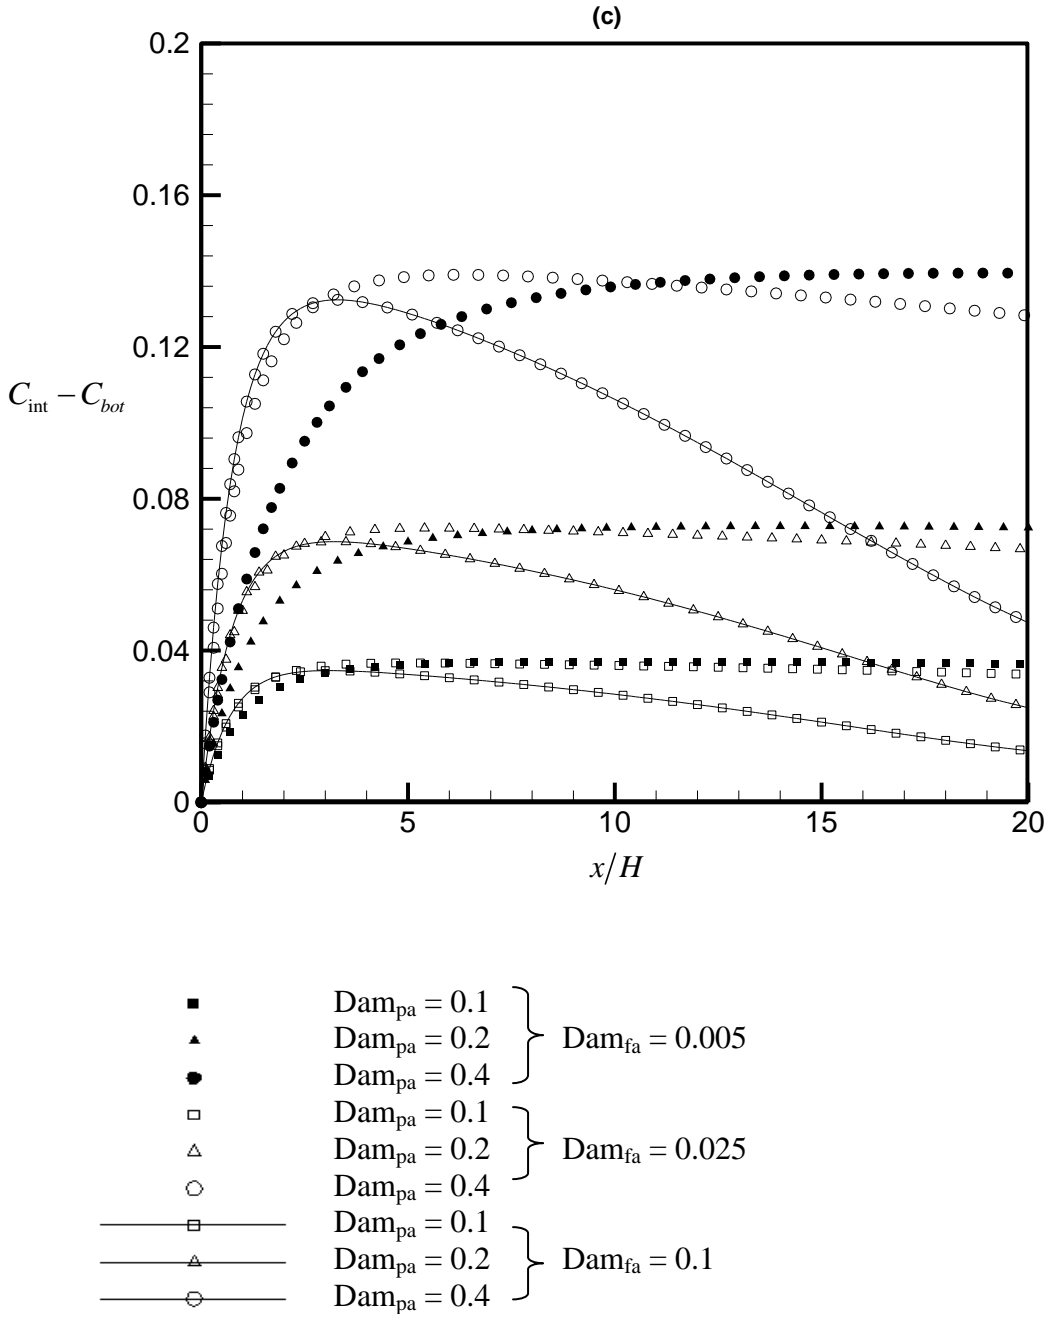 (c)
0.2
0.16
0.12
C_int − C_bot
0.08
0.04
0
0 5 10 15 20
x/H
Dam_pa = 0.1
Dam_pa = 0.2 Dam_fa = 0.005
Dam_pa = 0.4
Dam_pa = 0.1
Dam_pa = 0.2 Dam_fa = 0.025
Dam_pa = 0.4
Dam_pa = 0.1
Dam_pa = 0.2 Dam_fa = 0.1
Dam_pa = 0.4